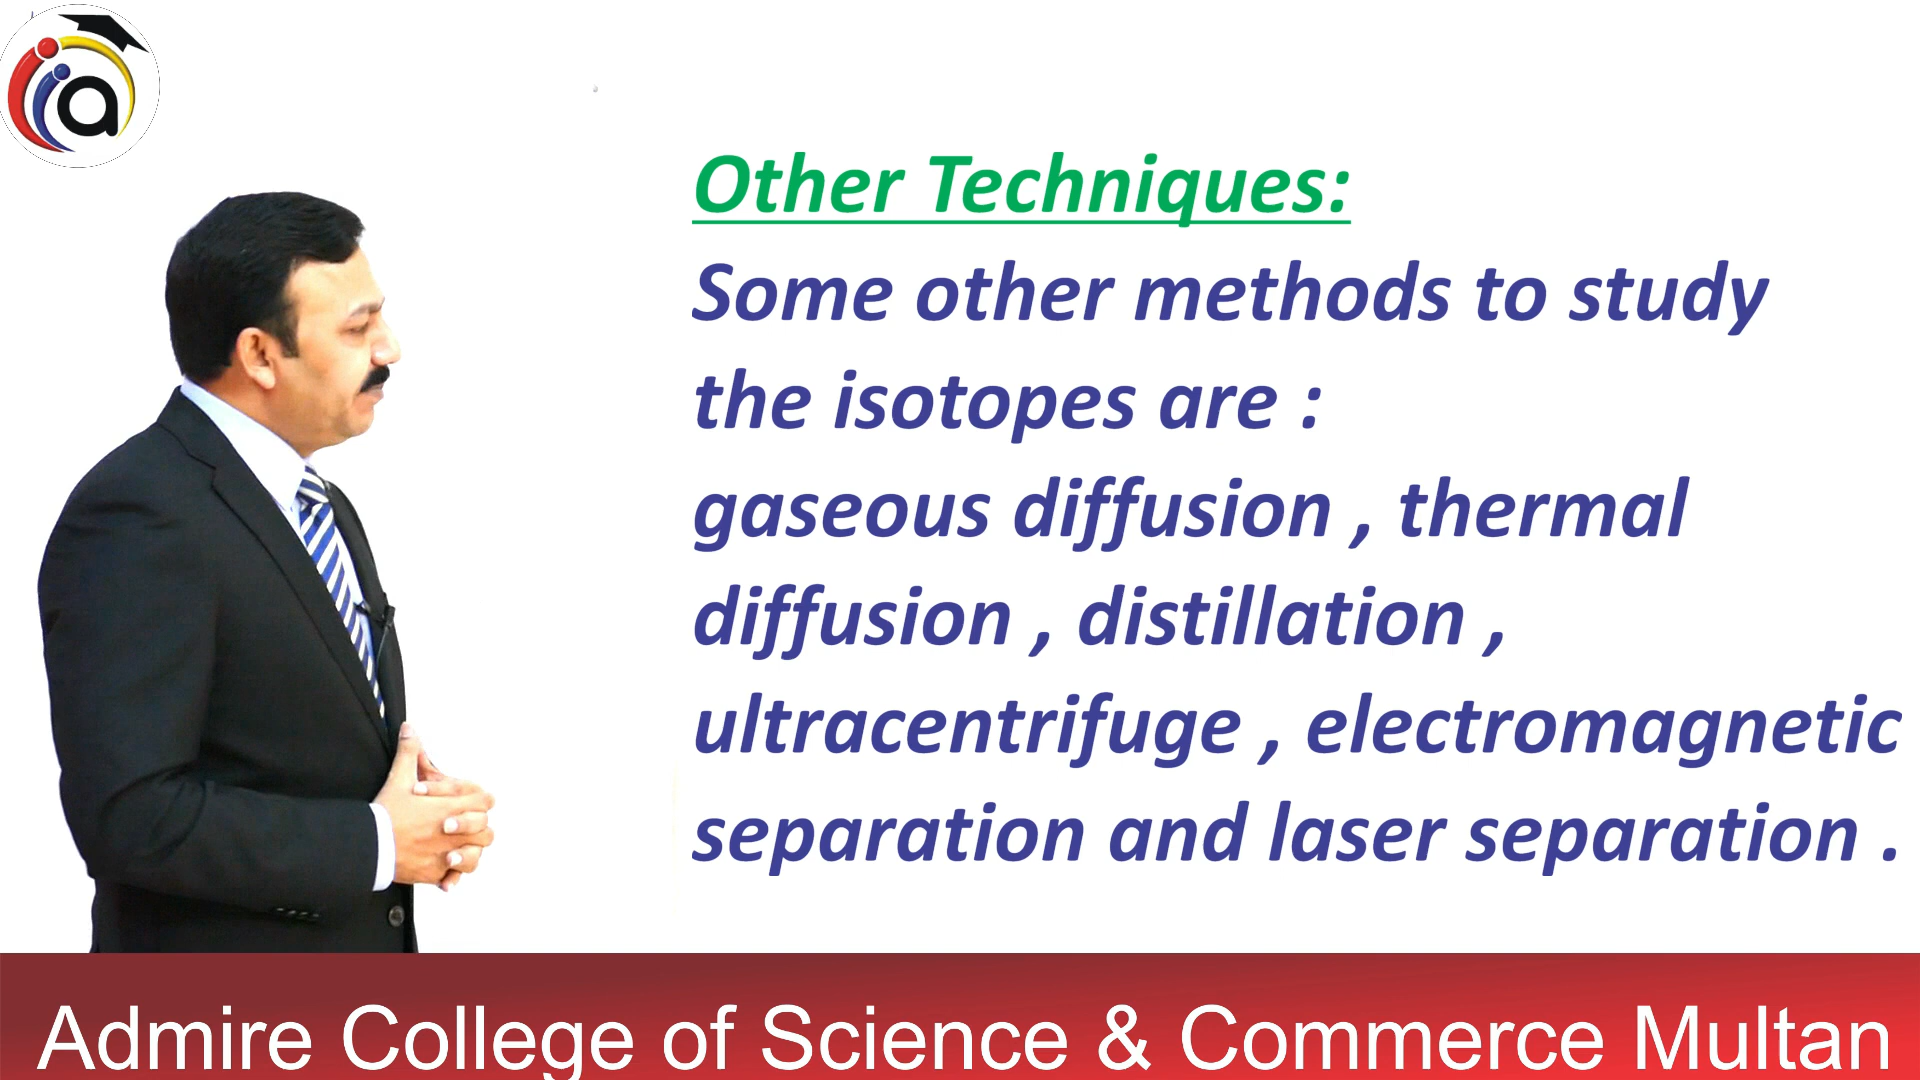 a
Other Techniques:
Some other methods to study
the isotopes are :
gaseous diffusion , thermal
diffusion , distillation ,
ultracentrifuge , electromagnetic
separation and laser separation .
Admire College of Science & Commerce Multan